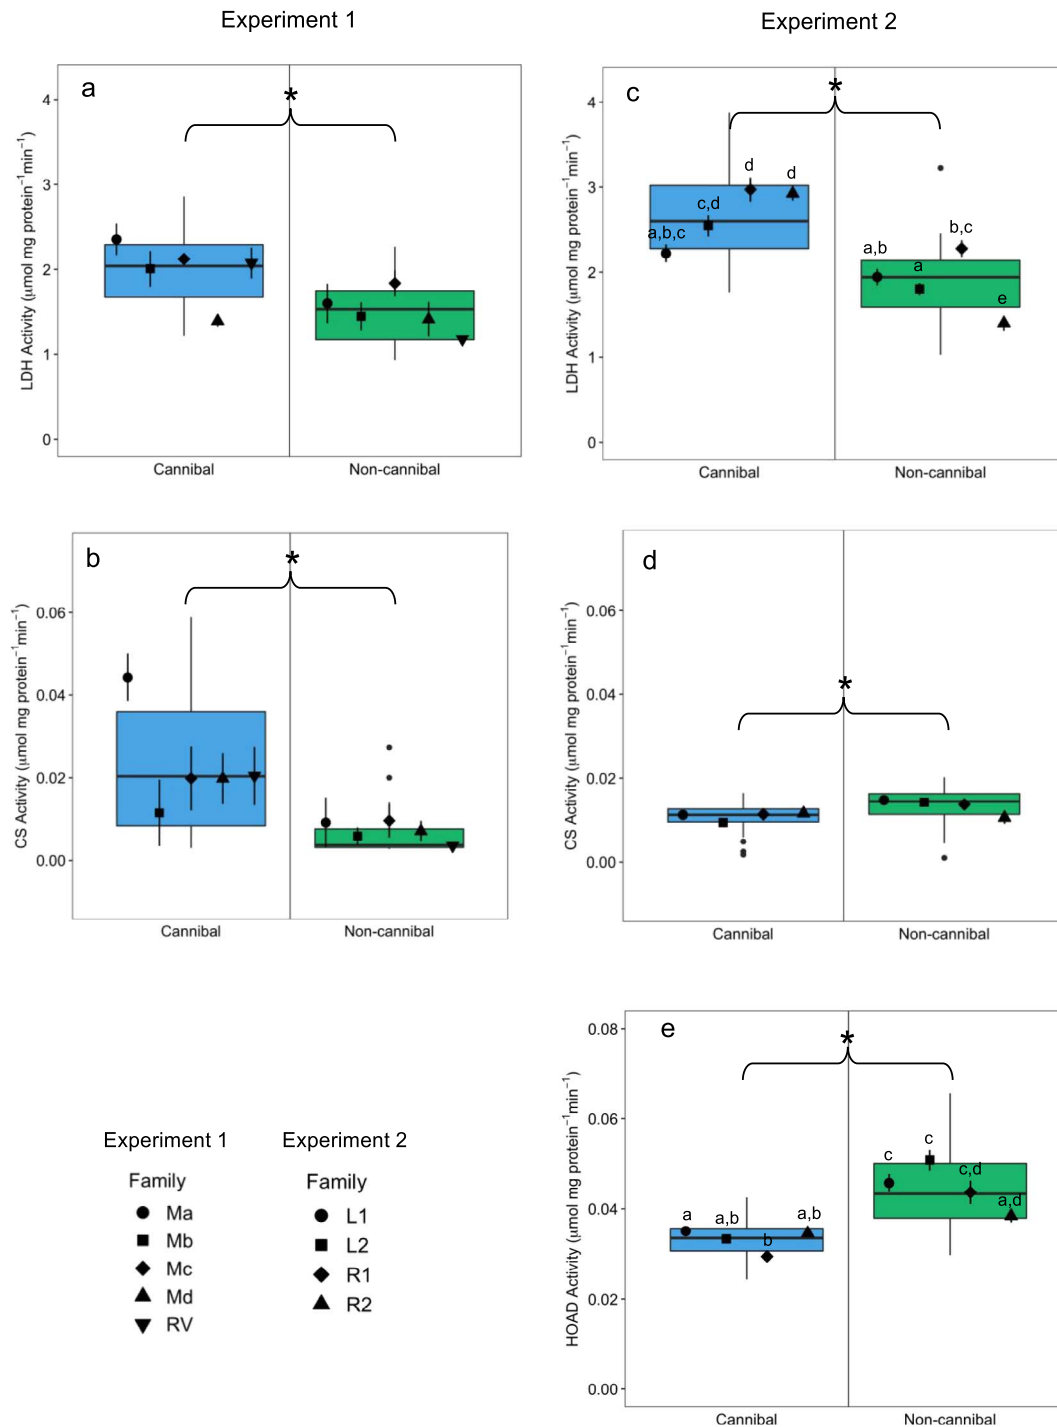 Experiment 1
Experiment 2
a
*
LDH Activity (μmol mg protein⁻¹min⁻¹)
4
3
2
1
0
Cannibal
Non-cannibal
c
*
LDH Activity (μmol mg protein⁻¹min⁻¹)
4
3
2
1
0
a,b,c
c,d
d
d
a,b
a
b,c
e
Cannibal
Non-cannibal
b
*
CS Activity (μmol mg protein⁻¹min⁻¹)
0.06
0.04
0.02
0.00
Cannibal
Non-cannibal
d
*
CS Activity (μmol mg protein⁻¹min⁻¹)
0.06
0.04
0.02
0.00
Cannibal
Non-cannibal
e
*
HOAD Activity (μmol mg protein⁻¹min⁻¹)
0.08
0.06
0.04
0.02
0.00
a
a,b
b
a,b
c
c
c,d
a,d
Cannibal
Non-cannibal
Experiment 1
Family
Ma
Mb
Mc
Md
RV
Experiment 2
Family
L1
L2
R1
R2